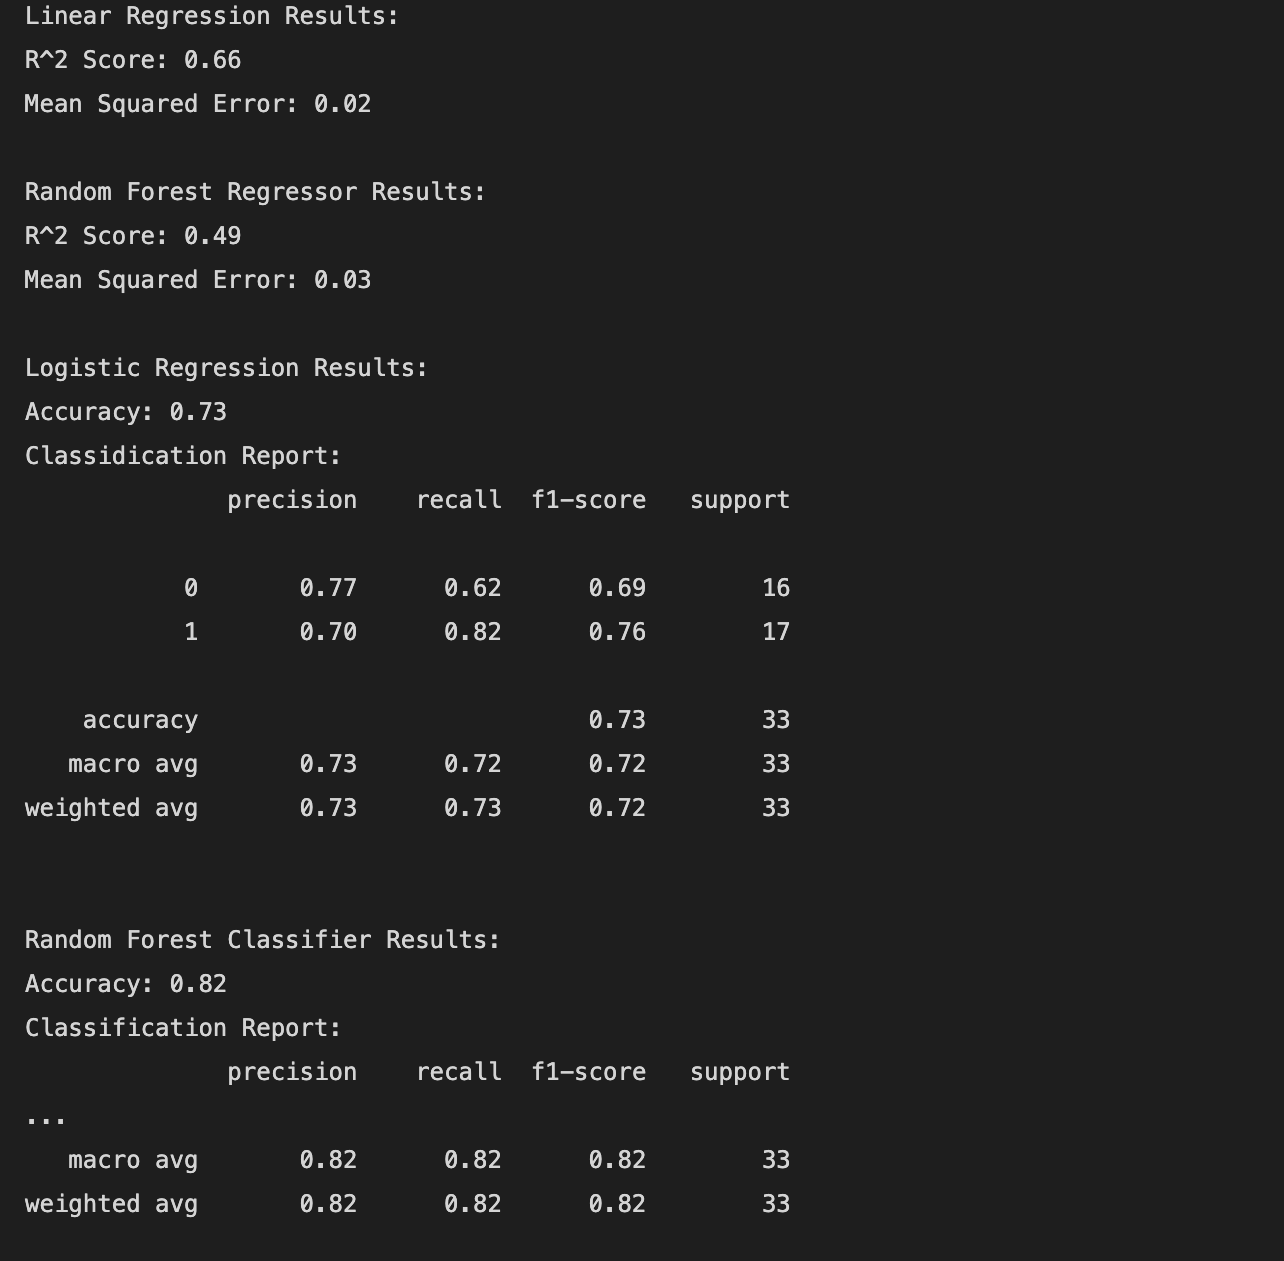 Linear Regression Results:
R^2 Score: 0.66
Mean Squared Error: 0.02
Random Forest Regressor Results:
R^2 Score: 0.49
Mean Squared Error: 0.03
Logistic Regression Results:
Accuracy: 0.73
Classidication Report:
precision recall f1-score support
0 0.77 0.62 0.69 16
1 0.70 0.82 0.76 17
accuracy 0.73 33
macro avg 0.73 0.72 0.72 33
weighted avg 0.73 0.73 0.72 33
Random Forest Classifier Results:
Accuracy: 0.82
Classification Report:
precision recall f1-score support
...
macro avg 0.82 0.82 0.82 33
weighted avg 0.82 0.82 0.82 33